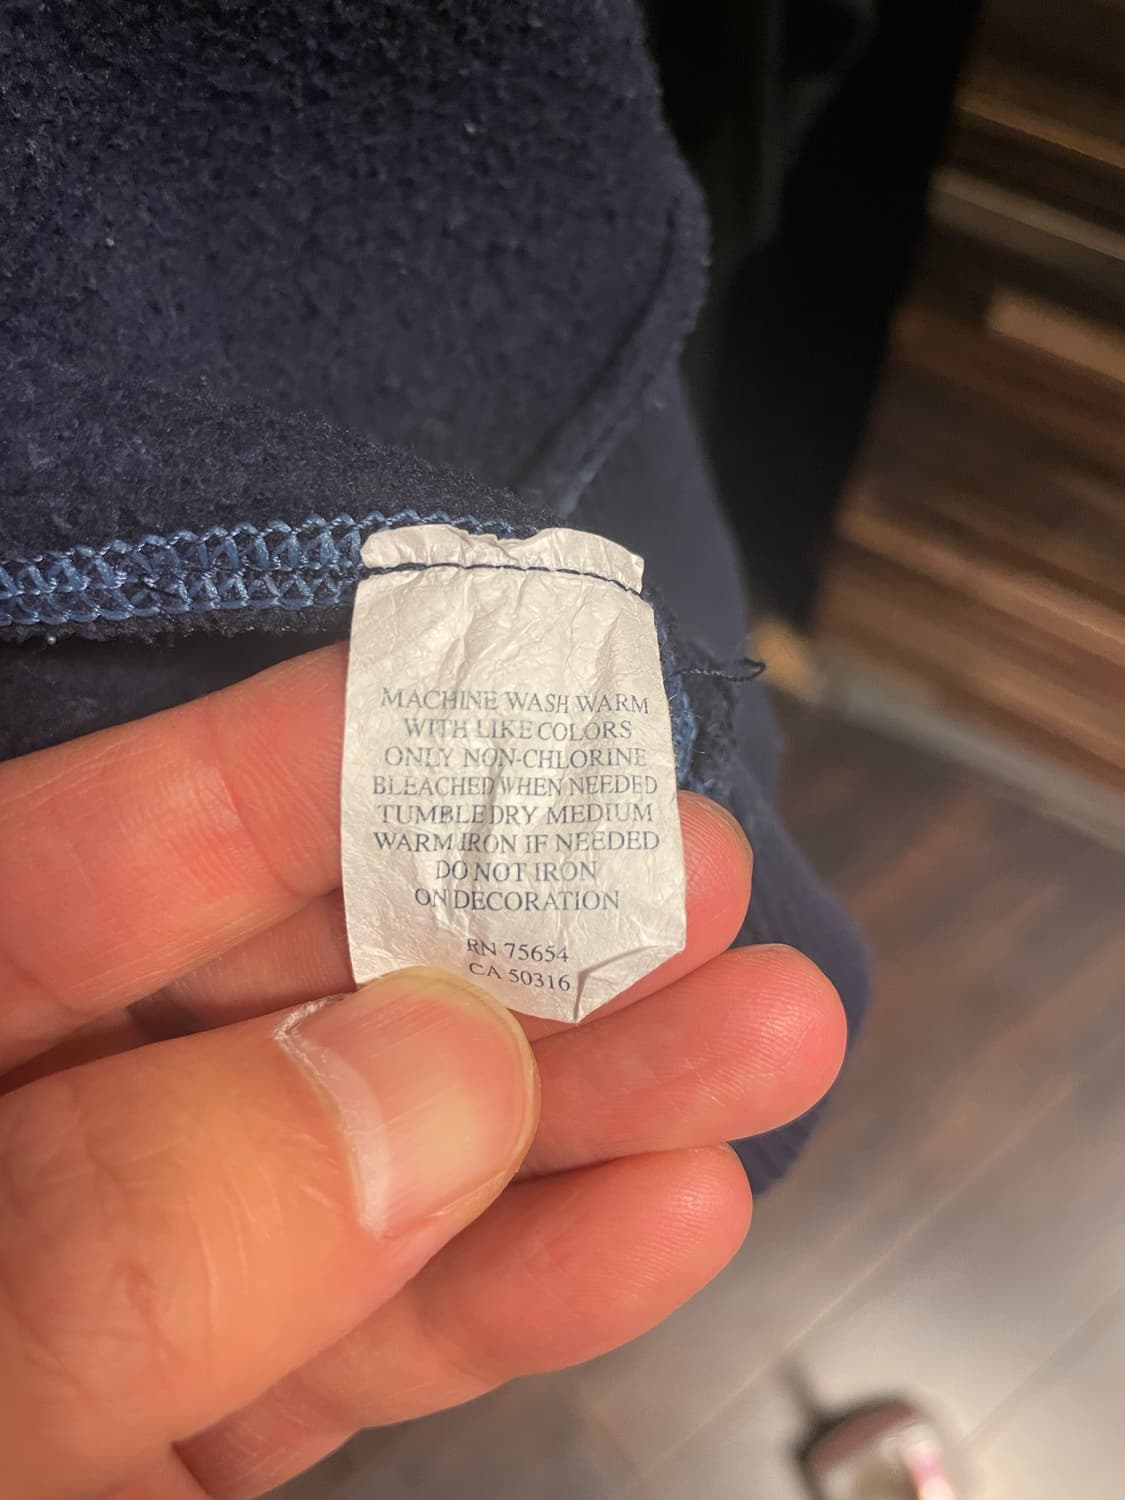 MACHINE WASH WARM
WITH LIKE COLORS
ONLY NON-CHLORINE
BLEACHED WHEN NEEDED
TUMBLE DRY MEDIUM
WARM IRON IF NEEDED
DO NOT IRON
ON DECORATION
RN 75654
CA 50316